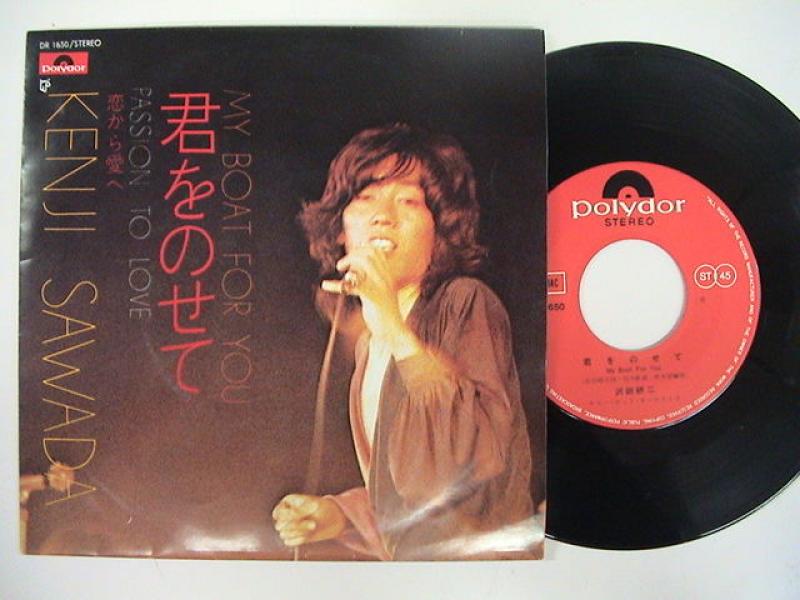 DR 1650/STEREO
polydor
KENJI SAWADA
MY BOAT FOR YOU
君をのせて
PASSION TO LOVE
恋から愛へ
polydor
STEREO
ST 45
君をのせて
My Boat For You
沢田研二